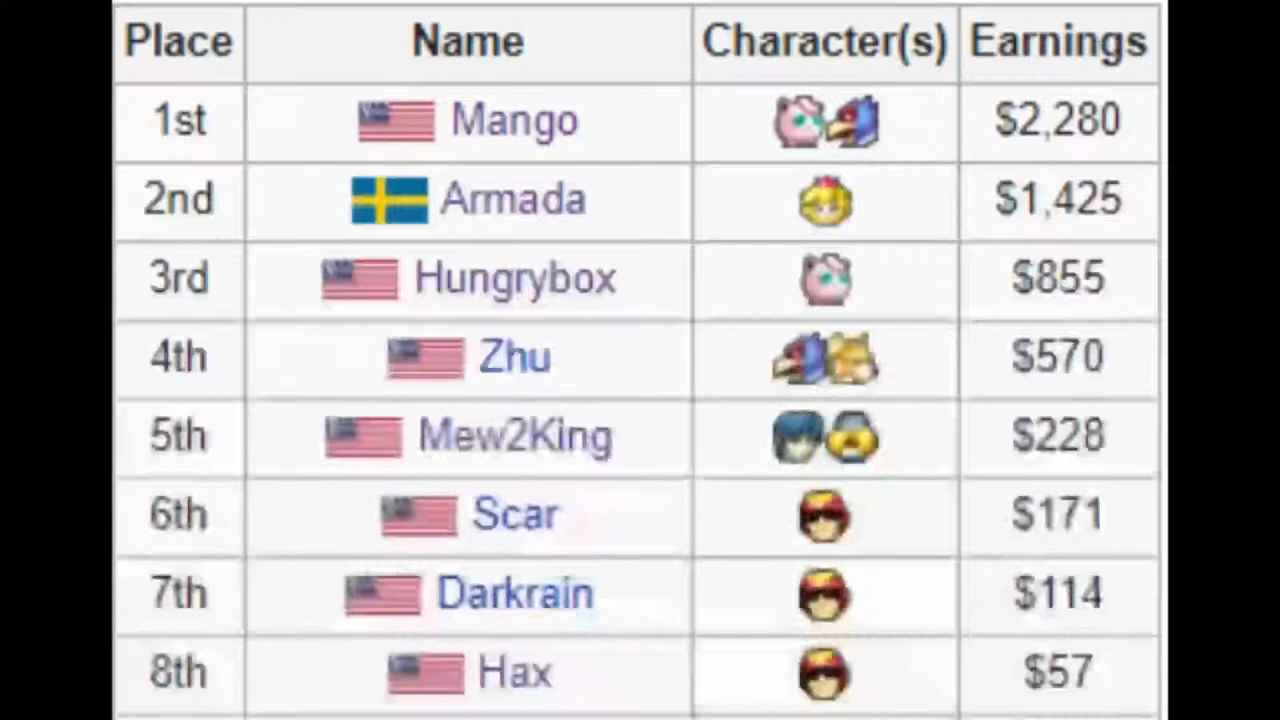 Place Name Character(s) Earnings
1st Mango $2,280
2nd Armada $1,425
3rd Hungrybox $855
4th Zhu $570
5th Mew2King $228
6th Scar $171
7th Darkrain $114
8th Hax $57